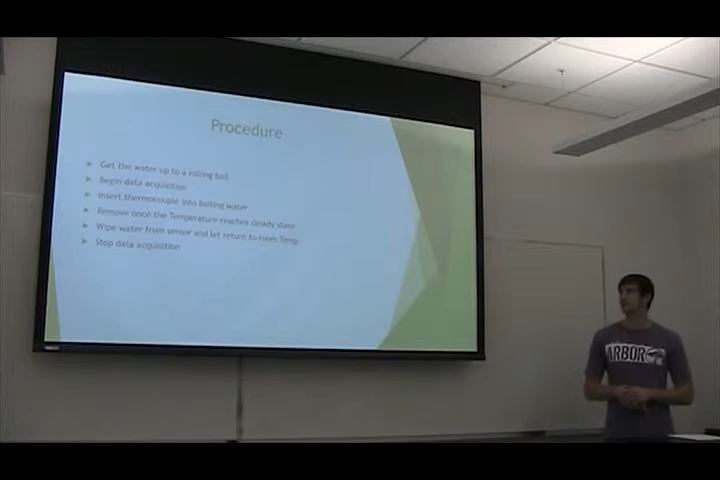 Procedure
Get the water up to a rolling boil
Begin data acquisition
Insert thermocouple into boiling water
Remove once the Temperature reaches steady state
Wipe water from sensor and let return to room Temp
Stop data acquisition
ARBOR